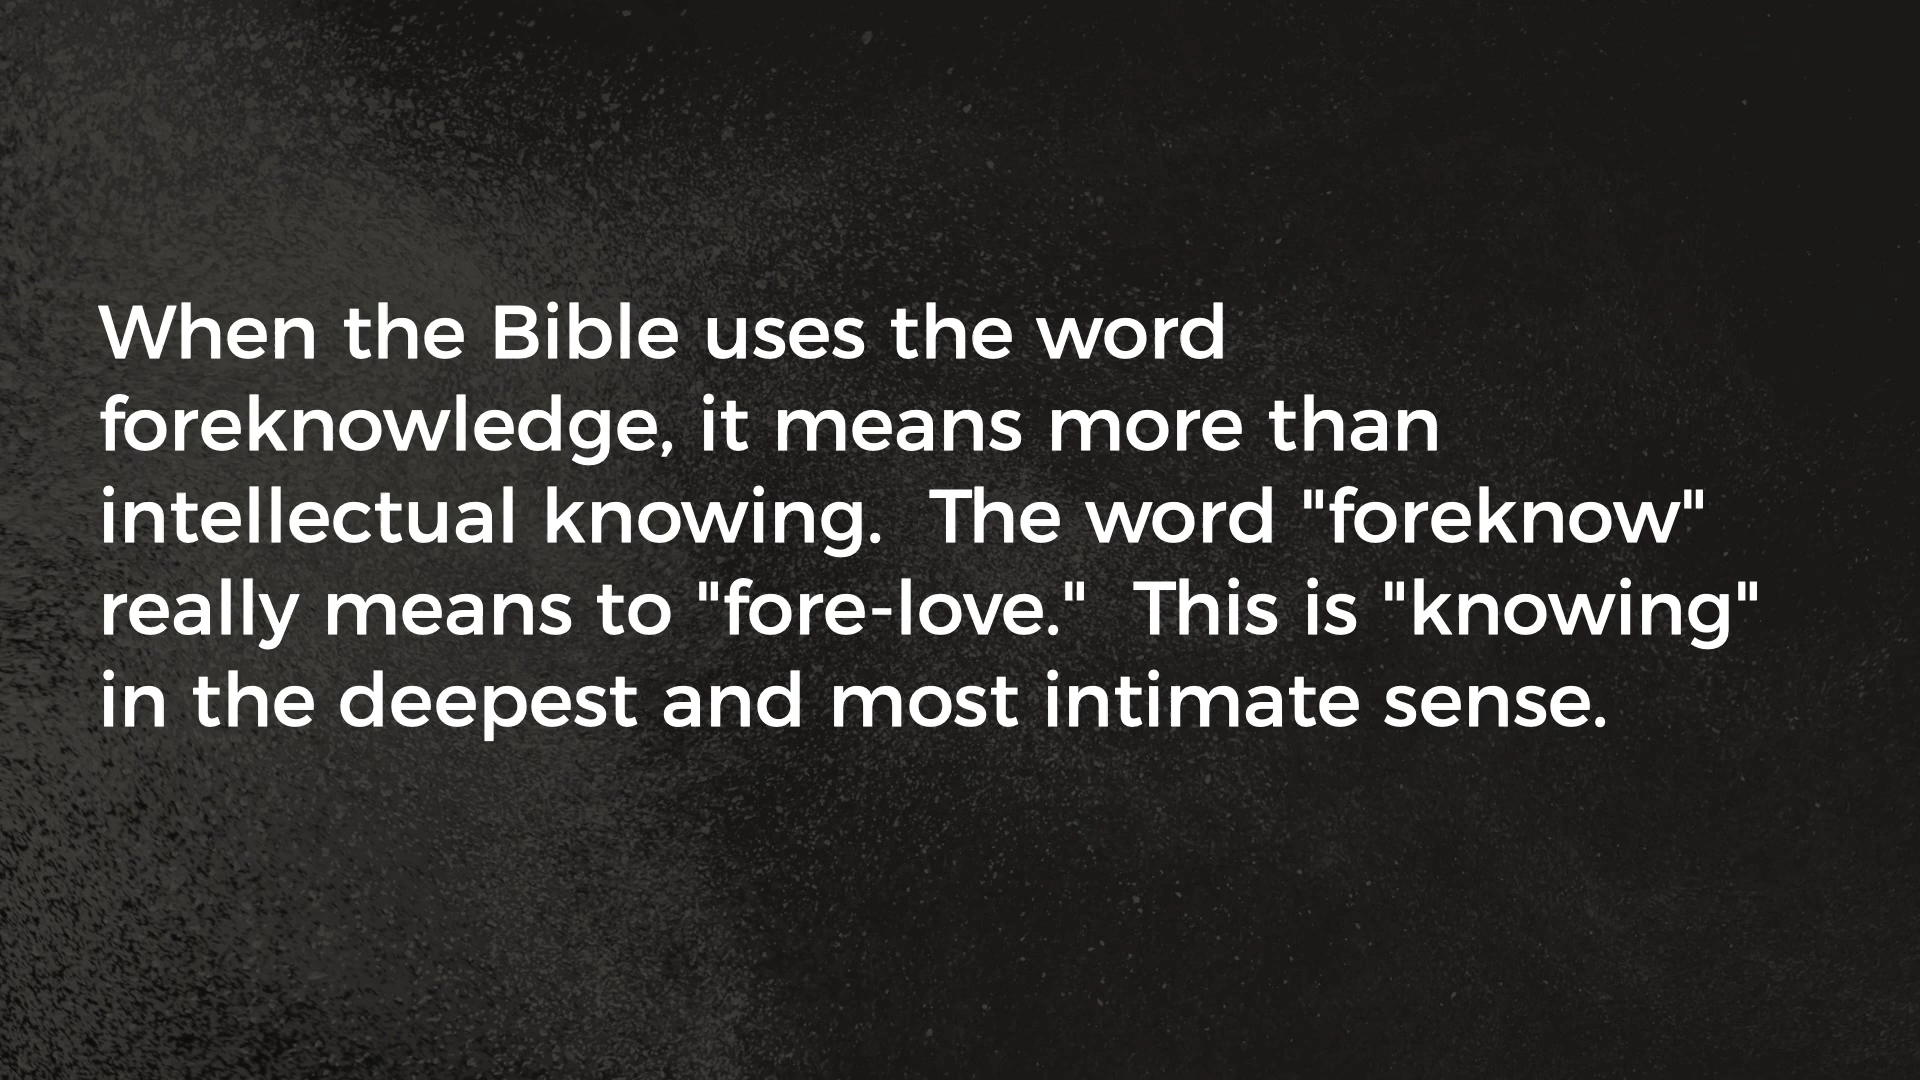 When the Bible uses the word
foreknowledge, it means more than
intellectual knowing.  The word "foreknow"
really means to "fore-love."  This is "knowing"
in the deepest and most intimate sense.